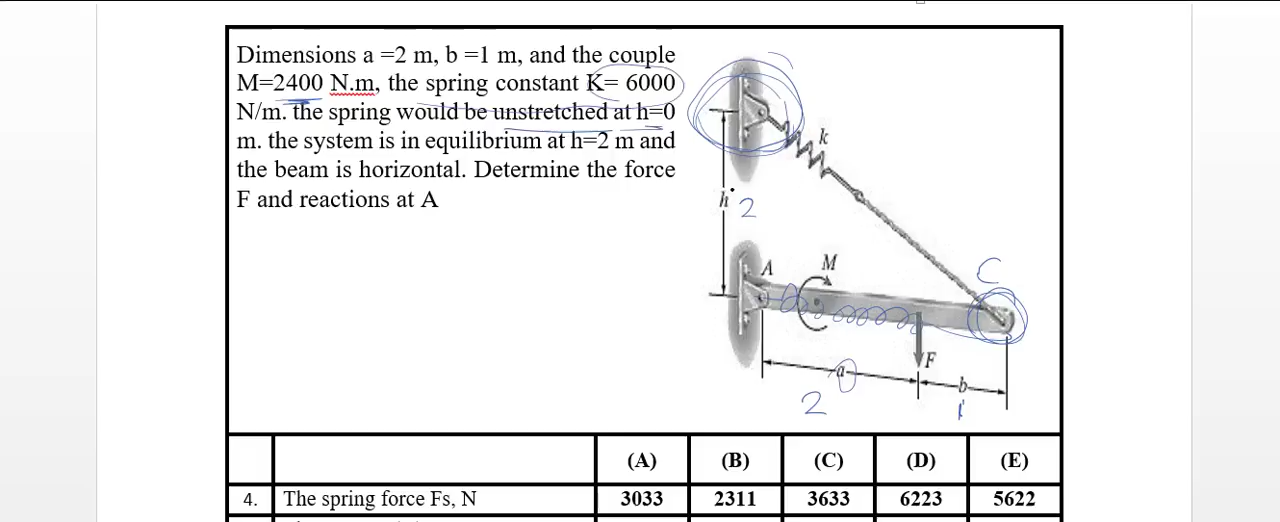 Dimensions a =2 m, b =1 m, and the couple
M=2400 N.m, the spring constant K= 6000
N/m. the spring would be unstretched at h=0
m. the system is in equilibrium at h=2 m and
the beam is horizontal. Determine the force
F and reactions at A
k
h 2
C
A
M
F
a
b
2
1
(A) (B) (C) (D) (E)
4. The spring force Fs, N 3033 2311 3633 6223 5622